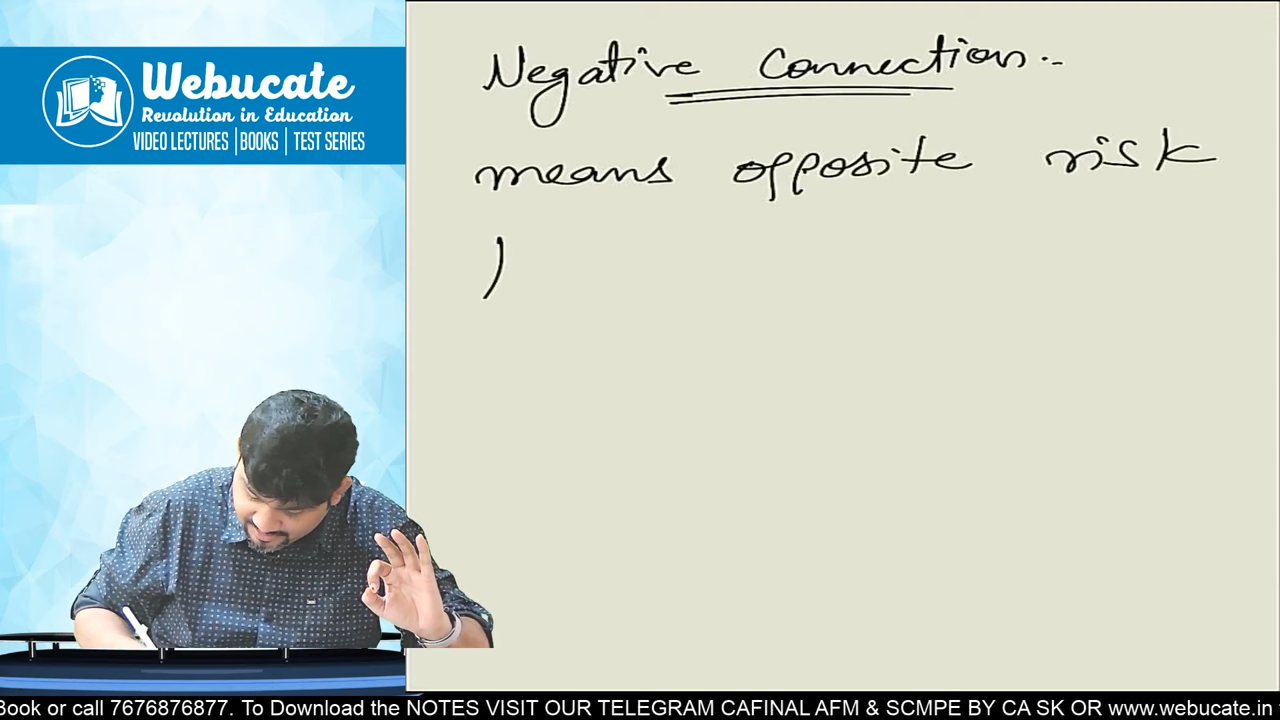 Webucate
Revolution in Education
VIDEO LECTURES | BOOKS | TEST SERIES
Negative Connection..
means opposite risk
)
Book or call 7676876877. To Download the NOTES VISIT OUR TELEGRAM CAFINAL AFM & SCMPE BY CA SK OR www.webucate.in